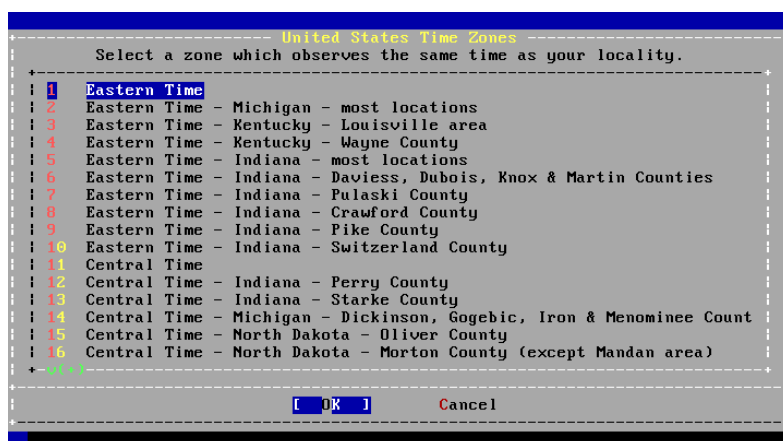 United States Time Zones
Select a zone which observes the same time as your locality.
1 Eastern Time
2 Eastern Time - Michigan - most locations
3 Eastern Time - Kentucky - Louisville area
4 Eastern Time - Kentucky - Wayne County
5 Eastern Time - Indiana - most locations
6 Eastern Time - Indiana - Daviess, Dubois, Knox & Martin Counties
7 Eastern Time - Indiana - Pulaski County
8 Eastern Time - Indiana - Crawford County
9 Eastern Time - Indiana - Pike County
10 Eastern Time - Indiana - Switzerland County
11 Central Time
12 Central Time - Indiana - Perry County
13 Central Time - Indiana - Starke County
14 Central Time - Michigan - Dickinson, Gogebic, Iron & Menominee Count
15 Central Time - North Dakota - Oliver County
16 Central Time - North Dakota - Morton County (except Mandan area)
v(+)
[ OK ] Cancel